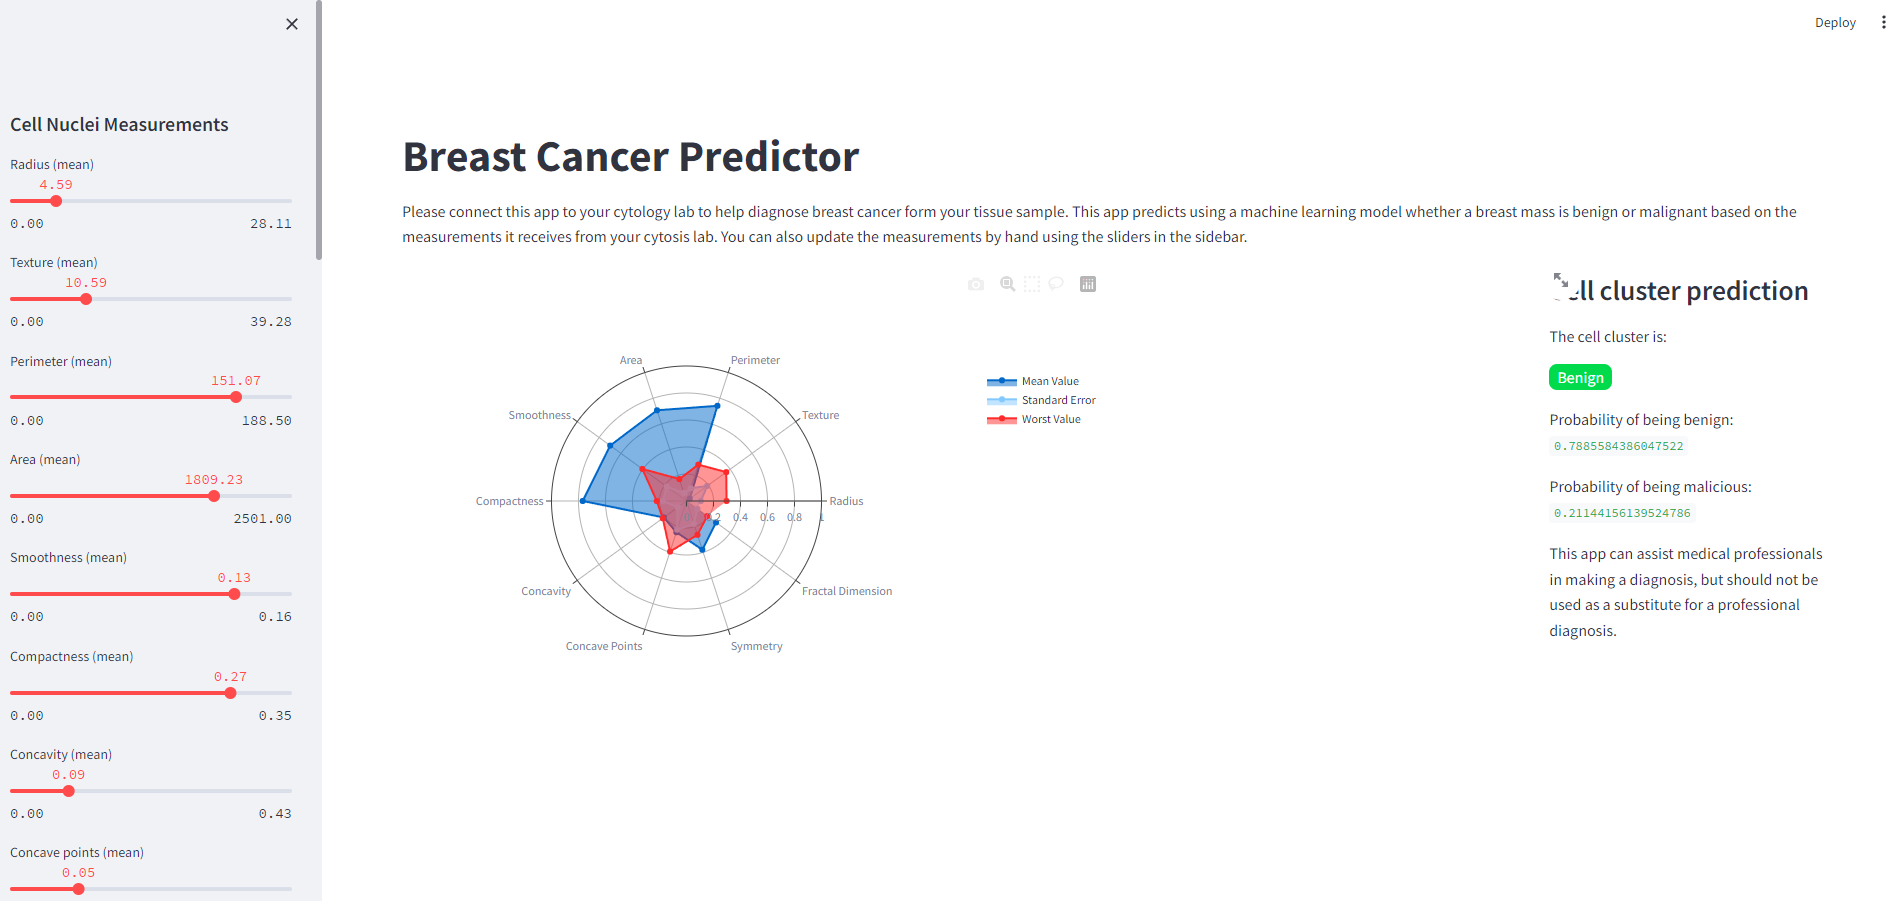 Deploy
Cell Nuclei Measurements
Radius (mean)
4.59
0.00 28.11
Texture (mean)
10.59
0.00 39.28
Perimeter (mean)
151.07
0.00 188.50
Area (mean)
1809.23
0.00 2501.00
Smoothness (mean)
0.13
0.00 0.16
Compactness (mean)
0.27
0.00 0.35
Concavity (mean)
0.09
0.00 0.43
Concave points (mean)
0.05
Breast Cancer Predictor
Please connect this app to your cytology lab to help diagnose breast cancer form your tissue sample. This app predicts using a machine learning model whether a breast mass is benign or malignant based on the
measurements it receives from your cytosis lab. You can also update the measurements by hand using the sliders in the sidebar.
Area Perimeter
Smoothness Texture
Compactness Radius
0.4 0.6 0.8 1
Concavity Fractal Dimension
Concave Points Symmetry
Mean Value
Standard Error
Worst Value
ell cluster prediction
The cell cluster is:
Benign
Probability of being benign:
0.7885584386047522
Probability of being malicious:
0.21144156139524786
This app can assist medical professionals
in making a diagnosis, but should not be
used as a substitute for a professional
diagnosis.